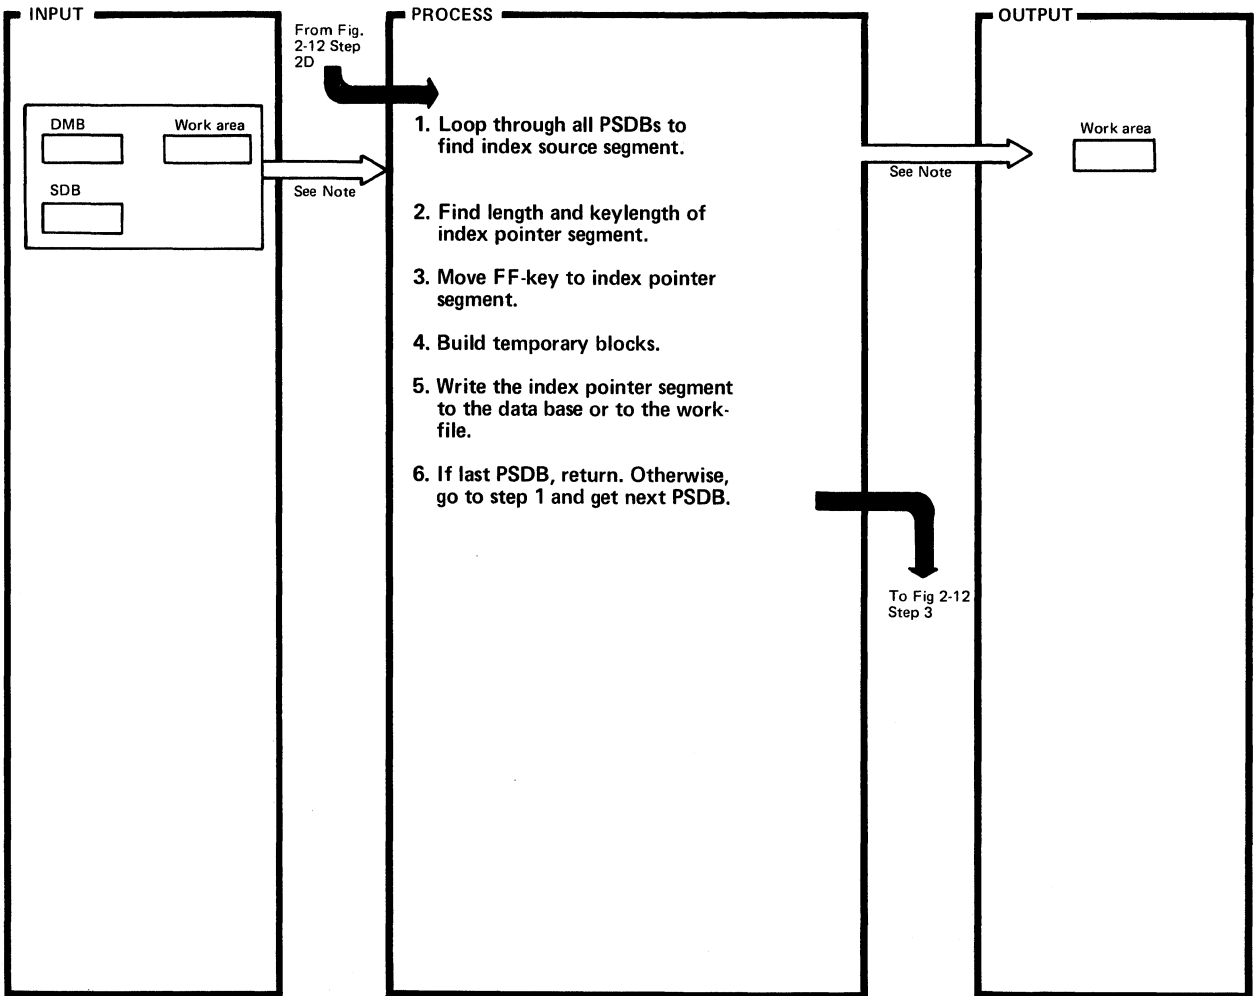 INPUT
DMB
Work area
SDB
See Note
From Fig.
2-12 Step
2D
PROCESS
1. Loop through all PSDBs to
find index source segment.
2. Find length and keylength of
index pointer segment.
3. Move FF-key to index pointer
segment.
4. Build temporary blocks.
5. Write the index pointer segment
to the data base or to the work-
file.
6. If last PSDB, return. Otherwise,
go to step 1 and get next PSDB.
See Note
To Fig 2-12
Step 3
OUTPUT
Work area